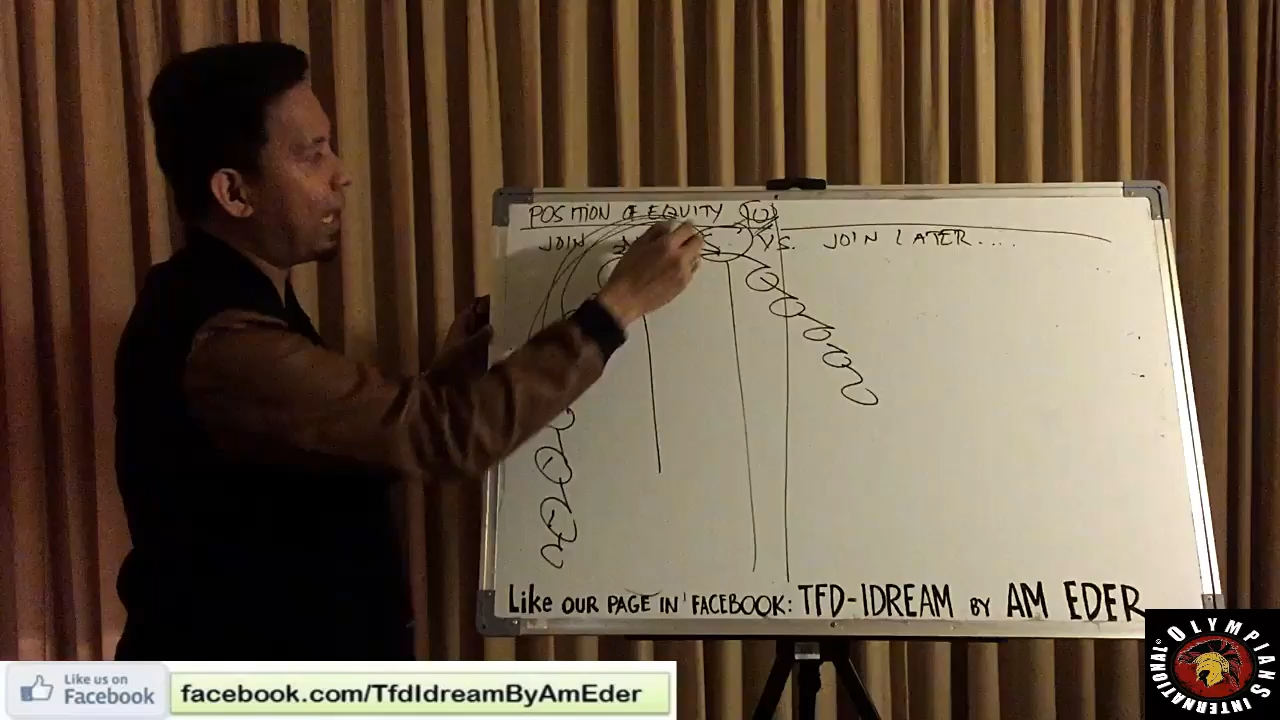 POSITION OF EQUITY (U)
JOIN VS. JOIN LATER....
Like OUR PAGE IN FACEBOOK: TFD-IDREAM BY AM EDER
Like us on
Facebook
facebook.com/TfdIdreamByAmEder
OLYMPIANS INTERNATIONAL